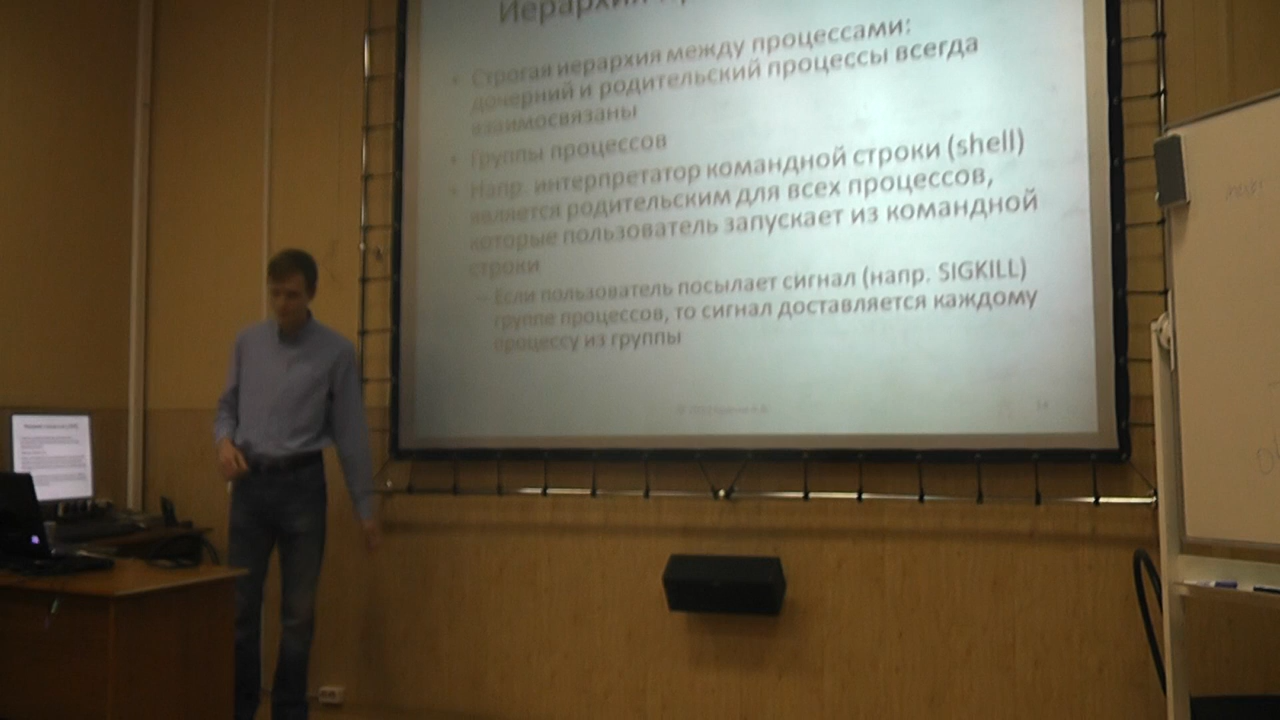 Иерархия
Строгая иерархия между процессами:
дочерний и родительский процессы всегда
взаимосвязаны
Группы процессов
Напр. интерпретатор командной строки (shell)
является родительским для всех процессов,
которые пользователь запускает из командной
строки
– Если пользователь посылает сигнал (напр. SIGKILL)
группе процессов, то сигнал доставляется каждому
процессу из группы